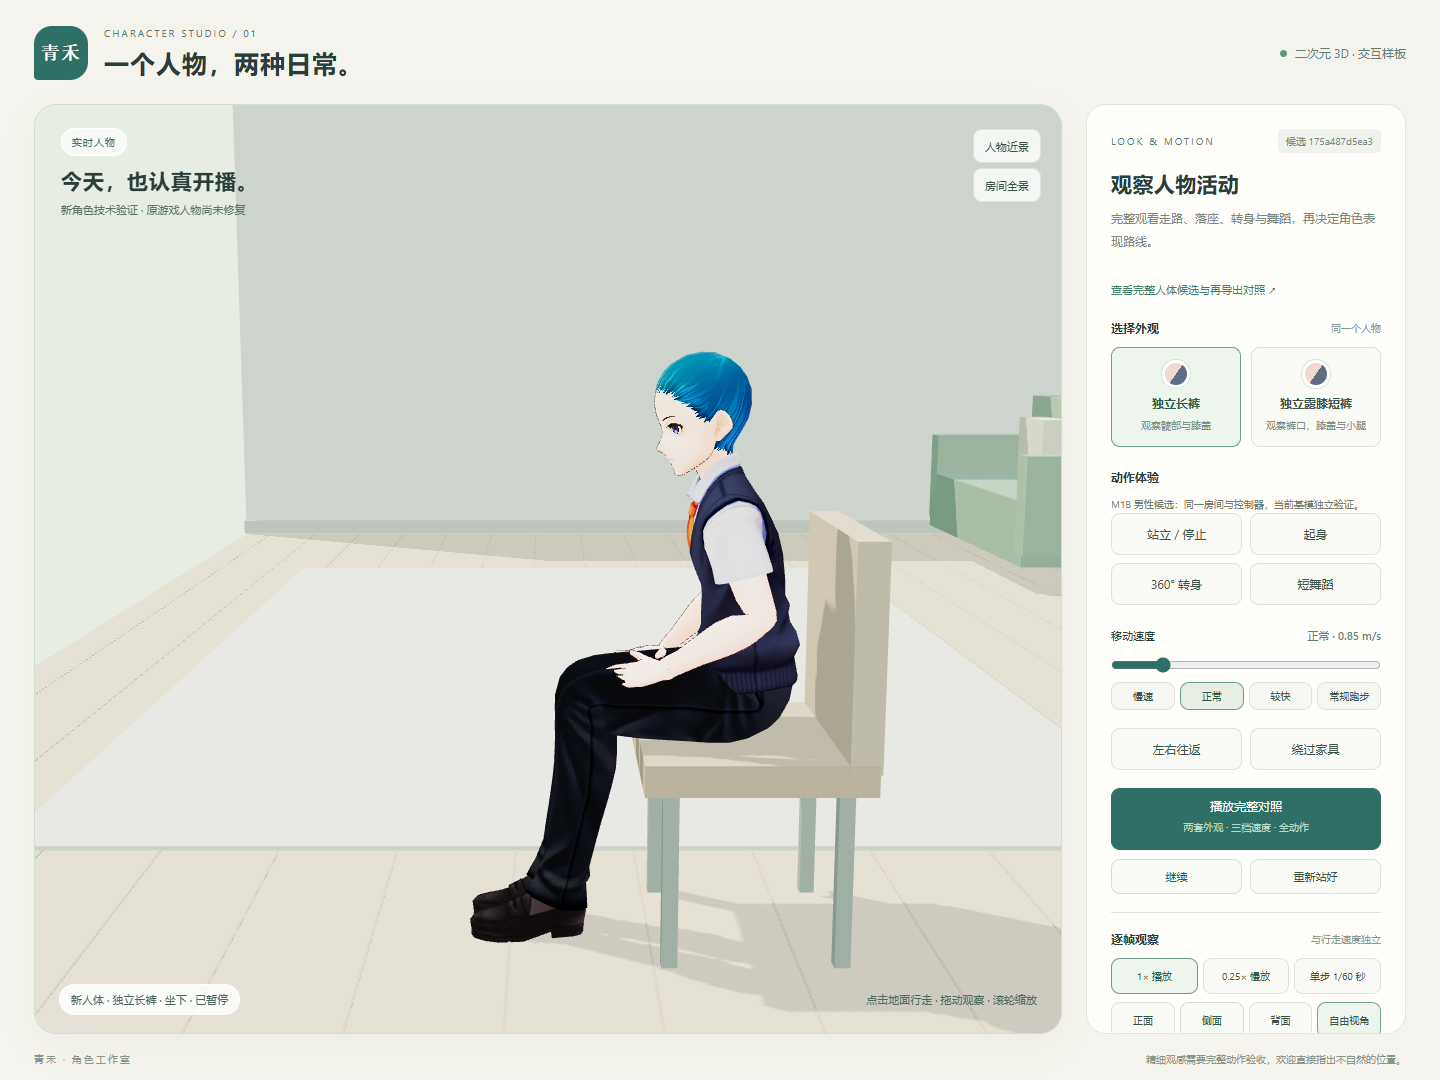 青禾
CHARACTER STUDIO / 01
一个人物，两种日常。
二次元 3D · 交互样板
实时人物
今天，也认真开播。
新角色技术验证 · 原游戏人物尚未修复
人物近景
房间全景
新人体 · 独立长裤 · 坐下 · 已暂停
点击地面行走 · 拖动观察 · 滚轮缩放
LOOK & MOTION
候选 175a487d5ea3
观察人物活动
完整观看走路、落座、转身与舞蹈，再决定角色表
现路线。
查看完整人体候选与再导出对照 ↗
选择外观
同一个人物
独立长裤
观察髋部与膝盖
独立露膝短裤
观察裤口、膝盖与小腿
动作体验
M1B 男性候选：同一房间与控制器，当前基模独立验证。
站立 / 停止
起身
360° 转身
短舞蹈
移动速度
正常 · 0.85 m/s
慢速
正常
较快
常规跑步
左右往返
绕过家具
播放完整对照
两套外观 · 三档速度 · 全动作
继续
重新站好
逐帧观察
与行走速度独立
1× 播放
0.25× 慢放
单步 1/60 秒
正面
侧面
背面
自由视角
青禾 · 角色工作室
精细观感需要完整动作验收，欢迎直接指出不自然的位置。